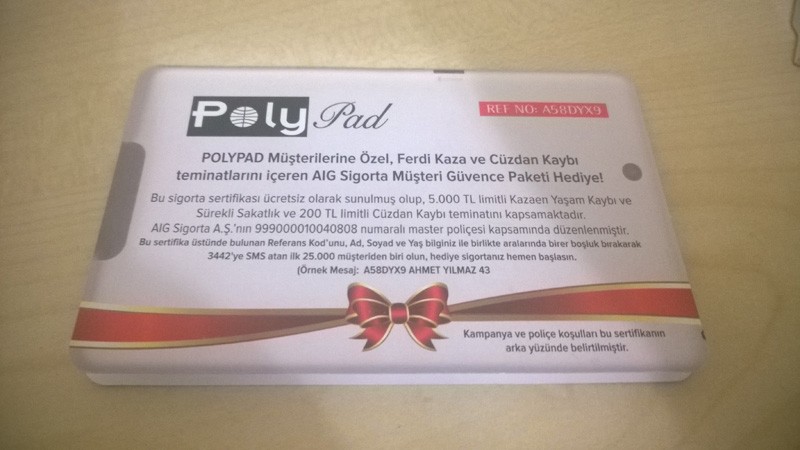 Poly Pad
REF NO: A58DYX9
POLYPAD Müşterilerine Özel, Ferdi Kaza ve Cüzdan Kaybı
teminatlarını içeren AIG Sigorta Müşteri Güvence Paketi Hediye!
Bu sigorta sertifikası ücretsiz olarak sunulmuş olup, 5.000 TL limitli Kazaen Yaşam Kaybı ve
Sürekli Sakatlık ve 200 TL limitli Cüzdan Kaybı teminatını kapsamaktadır.
AIG Sigorta A.Ş.'nın 999000010040808 numaralı master poliçesi kapsamında düzenlenmiştir.
Bu sertifika üstünde bulunan Referans Kod'unu, Ad, Soyad ve Yaş bilginiz ile birlikte aralarında birer boşluk bırakarak
3442'ye SMS atan ilk 25.000 müşteriden biri olun, hediye sigortanız hemen başlasın.
(Örnek Mesaj: A58DYX9 AHMET YILMAZ 43
Kampanya ve poliçe koşulları bu sertifikanın
arka yüzünde belirtilmiştir.